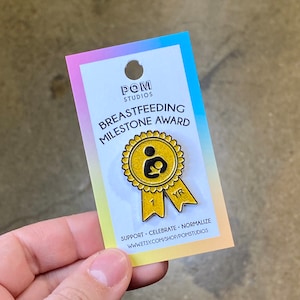 POM
STUDIOS
BREASTFEEDING
MILESTONE AWARD
1 YR
SUPPORT • CELEBRATE • NORMALIZE
WWW.ETSY.COM/SHOP/POMSTUDIOS